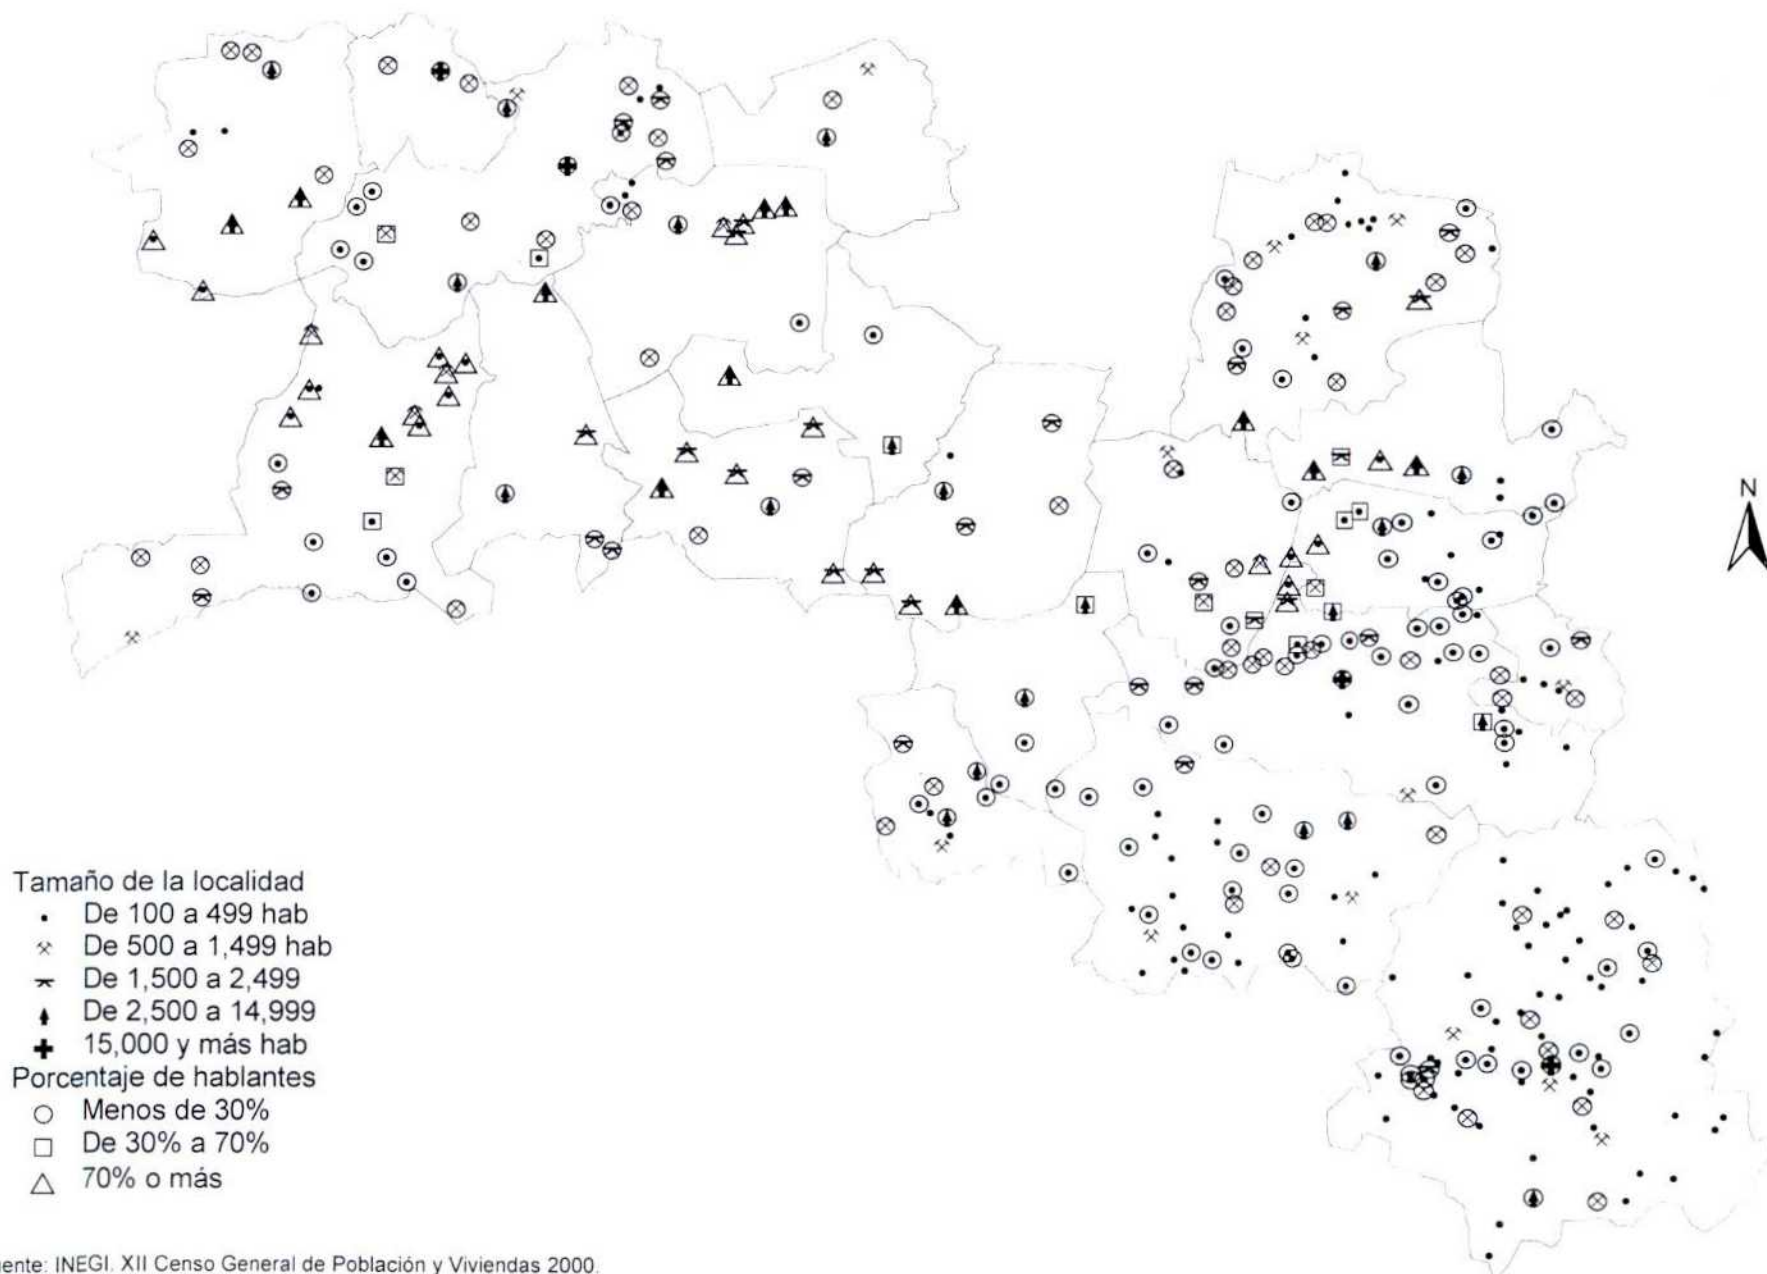 N
Tamaño de la localidad
De 100 a 499 hab
De 500 a 1,499 hab
De 1,500 a 2,499
De 2,500 a 14,999
15,000 y más hab
Porcentaje de hablantes
Menos de 30%
De 30% a 70%
70% o más
ente: INEGI. XII Censo General de Población y Viviendas 2000.